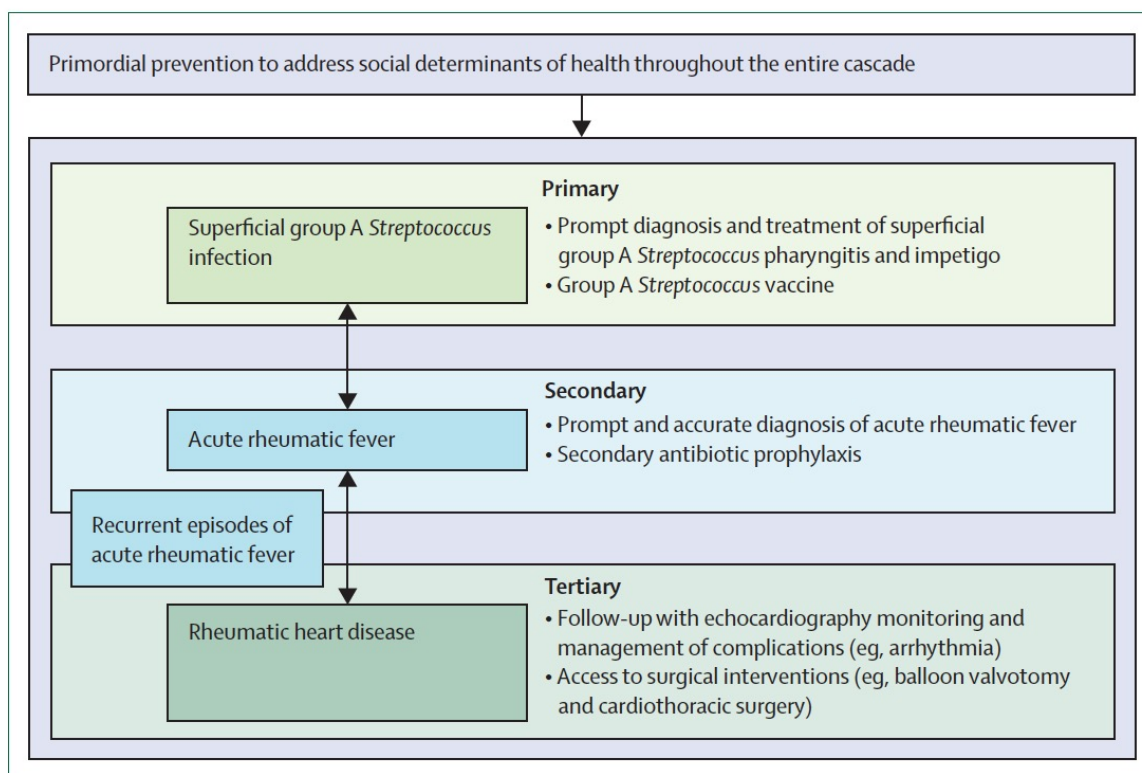 Primordial prevention to address social determinants of health throughout the entire cascade
Primary
Superficial group A Streptococcus
infection
• Prompt diagnosis and treatment of superficial
group A Streptococcus pharyngitis and impetigo
• Group A Streptococcus vaccine
Secondary
Acute rheumatic fever
• Prompt and accurate diagnosis of acute rheumatic fever
• Secondary antibiotic prophylaxis
Recurrent episodes of
acute rheumatic fever
Tertiary
Rheumatic heart disease
• Follow-up with echocardiography monitoring and
management of complications (eg, arrhythmia)
• Access to surgical interventions (eg, balloon valvotomy
and cardiothoracic surgery)